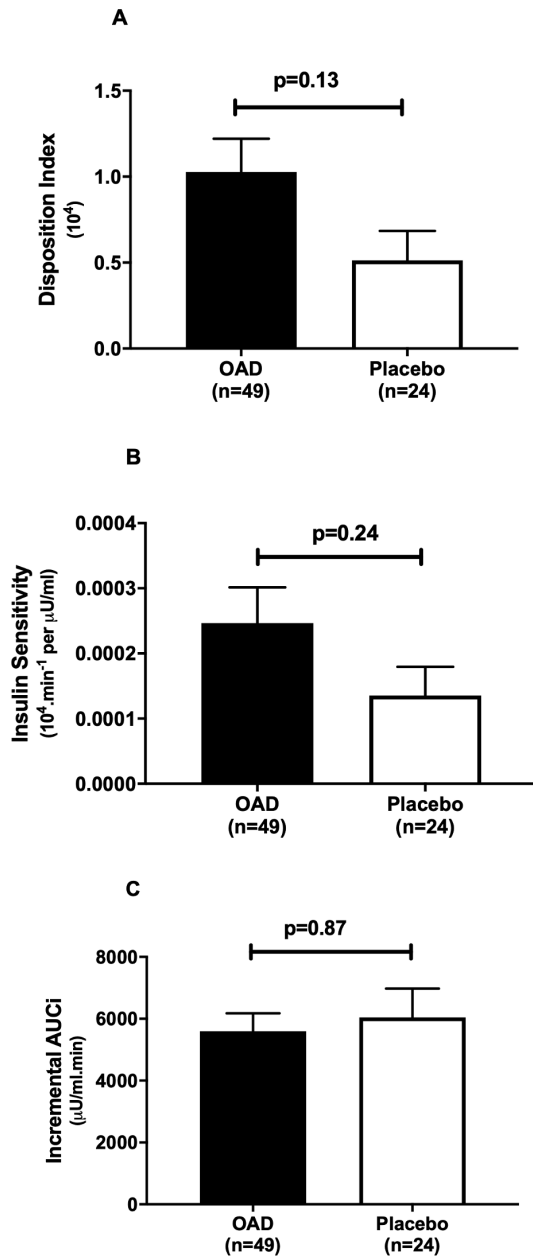 A
p=0.13
Disposition Index
(10⁴)
1.5
1.0
0.5
0.0
OAD
(n=49)
Placebo
(n=24)
B
p=0.24
Insulin Sensitivity
(10⁴.min⁻¹ per μU/ml)
0.0004
0.0003
0.0002
0.0001
0.0000
OAD
(n=49)
Placebo
(n=24)
C
p=0.87
Incremental AUCi
(μU/ml.min)
8000
6000
4000
2000
0
OAD
(n=49)
Placebo
(n=24)